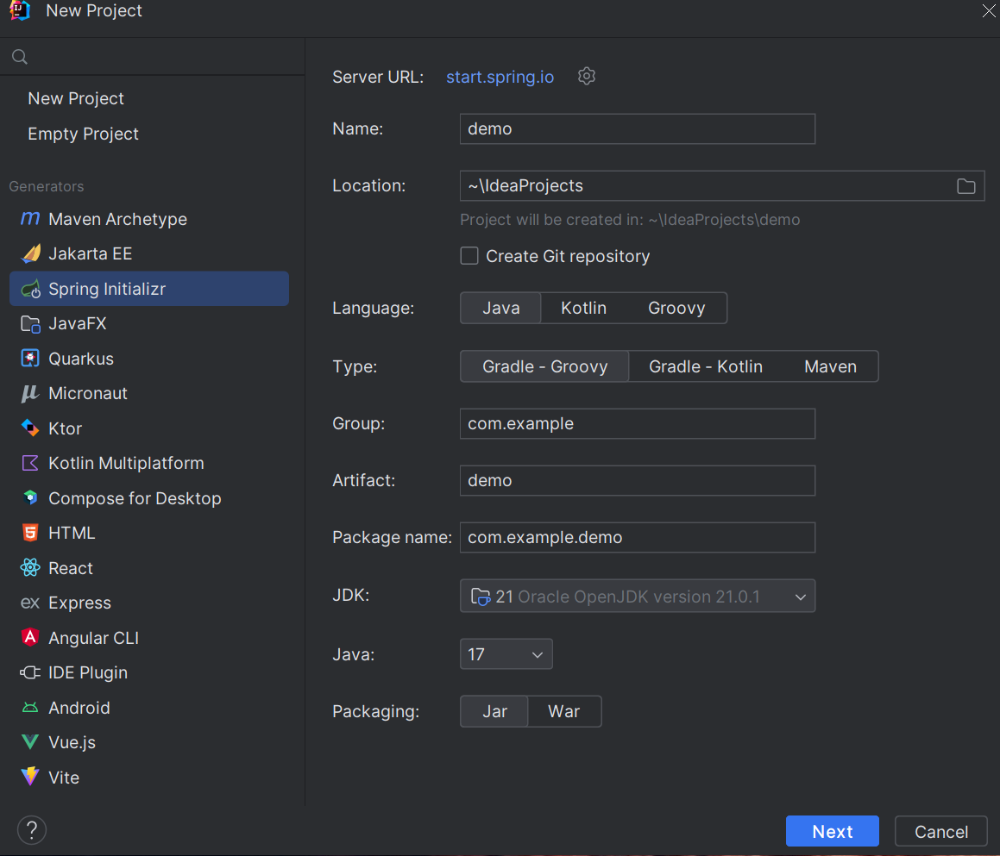 New Project
New Project
Empty Project
Generators
Maven Archetype
Jakarta EE
Spring Initializr
JavaFX
Quarkus
Micronaut
Ktor
Kotlin Multiplatform
Compose for Desktop
HTML
React
ex Express
Angular CLI
IDE Plugin
Android
Vue.js
Vite
Server URL: start.spring.io
Name: demo
Location: ~\IdeaProjects
Project will be created in: ~\IdeaProjects\demo
Create Git repository
Language: Java Kotlin Groovy
Type: Gradle - Groovy Gradle - Kotlin Maven
Group: com.example
Artifact: demo
Package name: com.example.demo
JDK: 21 Oracle OpenJDK version 21.0.1
Java: 17
Packaging: Jar War
? Next Cancel